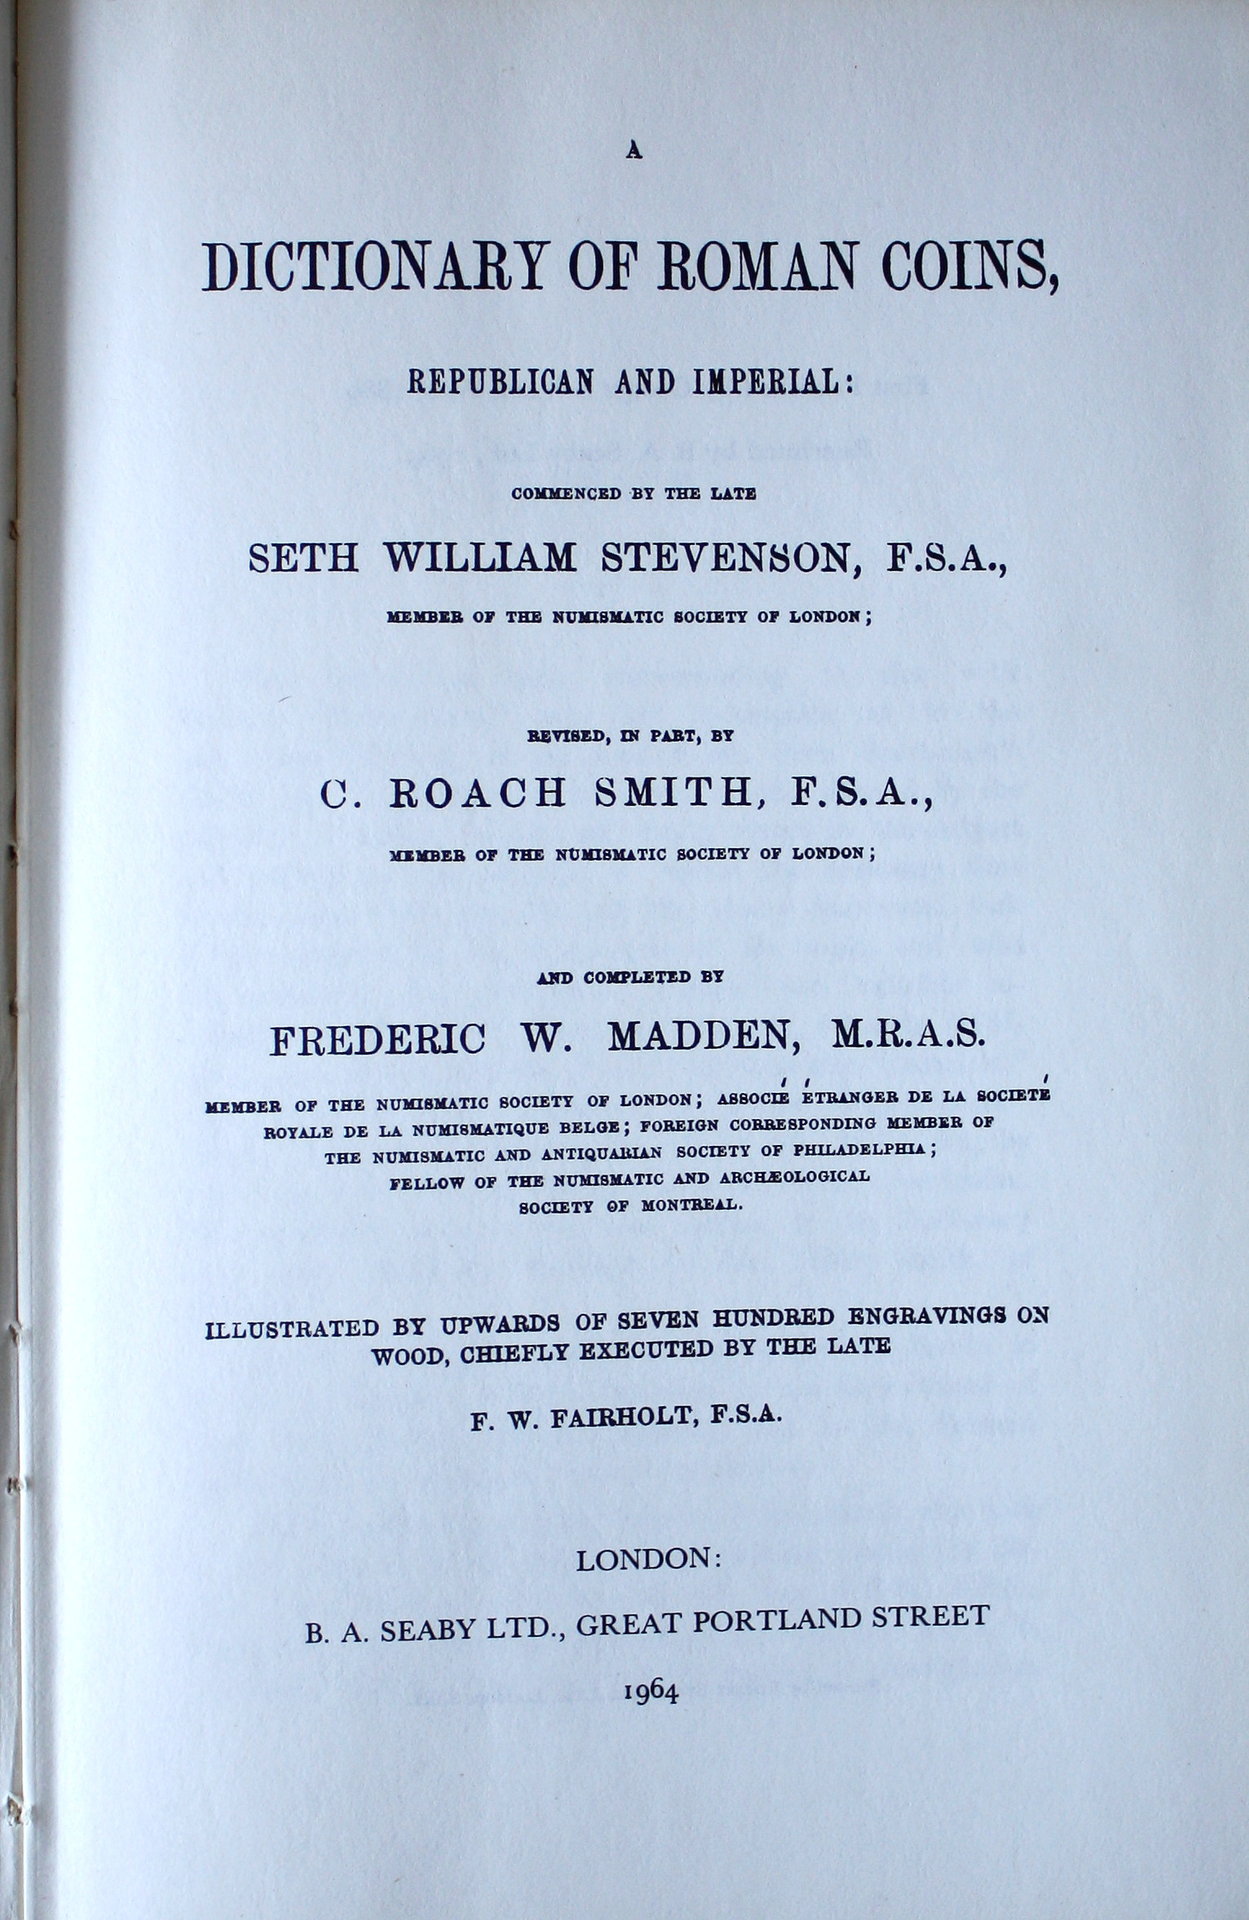 A
DICTIONARY OF ROMAN COINS,
REPUBLICAN AND IMPERIAL:
COMMENCED BY THE LATE
SETH WILLIAM STEVENSON, F.S.A.,
MEMBER OF THE NUMISMATIC SOCIETY OF LONDON;
REVISED, IN PART, BY
C. ROACH SMITH, F.S.A.,
MEMBER OF THE NUMISMATIC SOCIETY OF LONDON;
AND COMPLETED BY
FREDERIC W. MADDEN, M.R.A.S.
MEMBER OF THE NUMISMATIC SOCIETY OF LONDON; ASSOCIÉ ÉTRANGER DE LA SOCIETÉ
ROYALE DE LA NUMISMATIQUE BELGE; FOREIGN CORRESPONDING MEMBER OF
THE NUMISMATIC AND ANTIQUARIAN SOCIETY OF PHILADELPHIA;
FELLOW OF THE NUMISMATIC AND ARCHÆOLOGICAL
SOCIETY OF MONTREAL.
ILLUSTRATED BY UPWARDS OF SEVEN HUNDRED ENGRAVINGS ON
WOOD, CHIEFLY EXECUTED BY THE LATE
F. W. FAIRHOLT, F.S.A.
LONDON:
B. A. SEABY LTD., GREAT PORTLAND STREET
1964